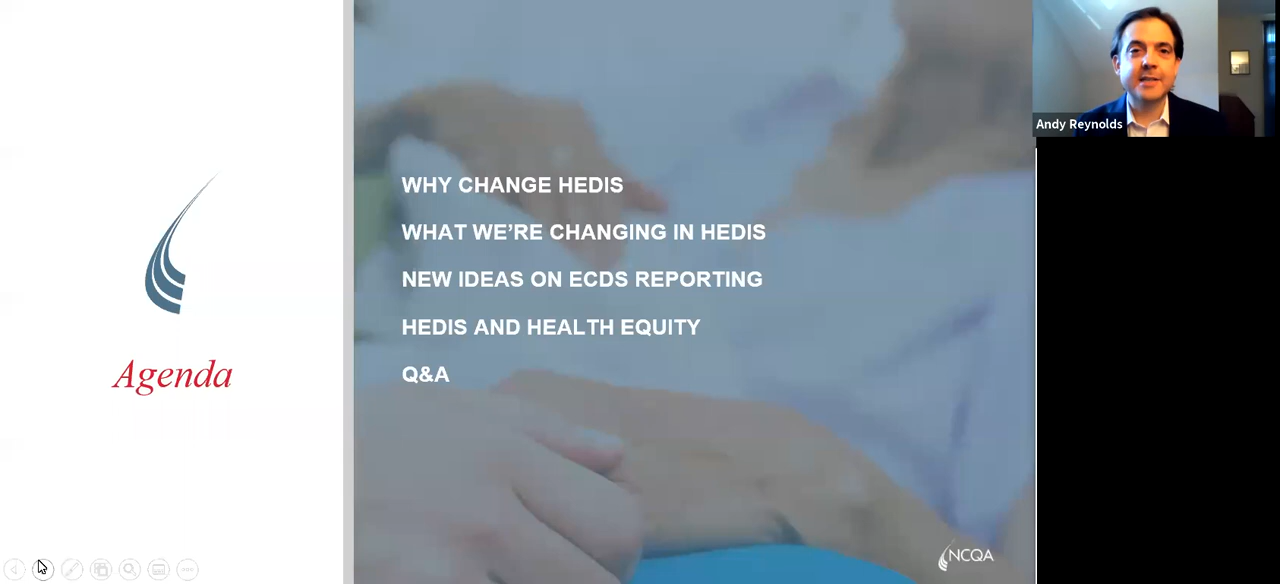 Agenda
WHY CHANGE HEDIS
WHAT WE'RE CHANGING IN HEDIS
NEW IDEAS ON ECDS REPORTING
HEDIS AND HEALTH EQUITY
Q&A
NCQA
Andy Reynolds